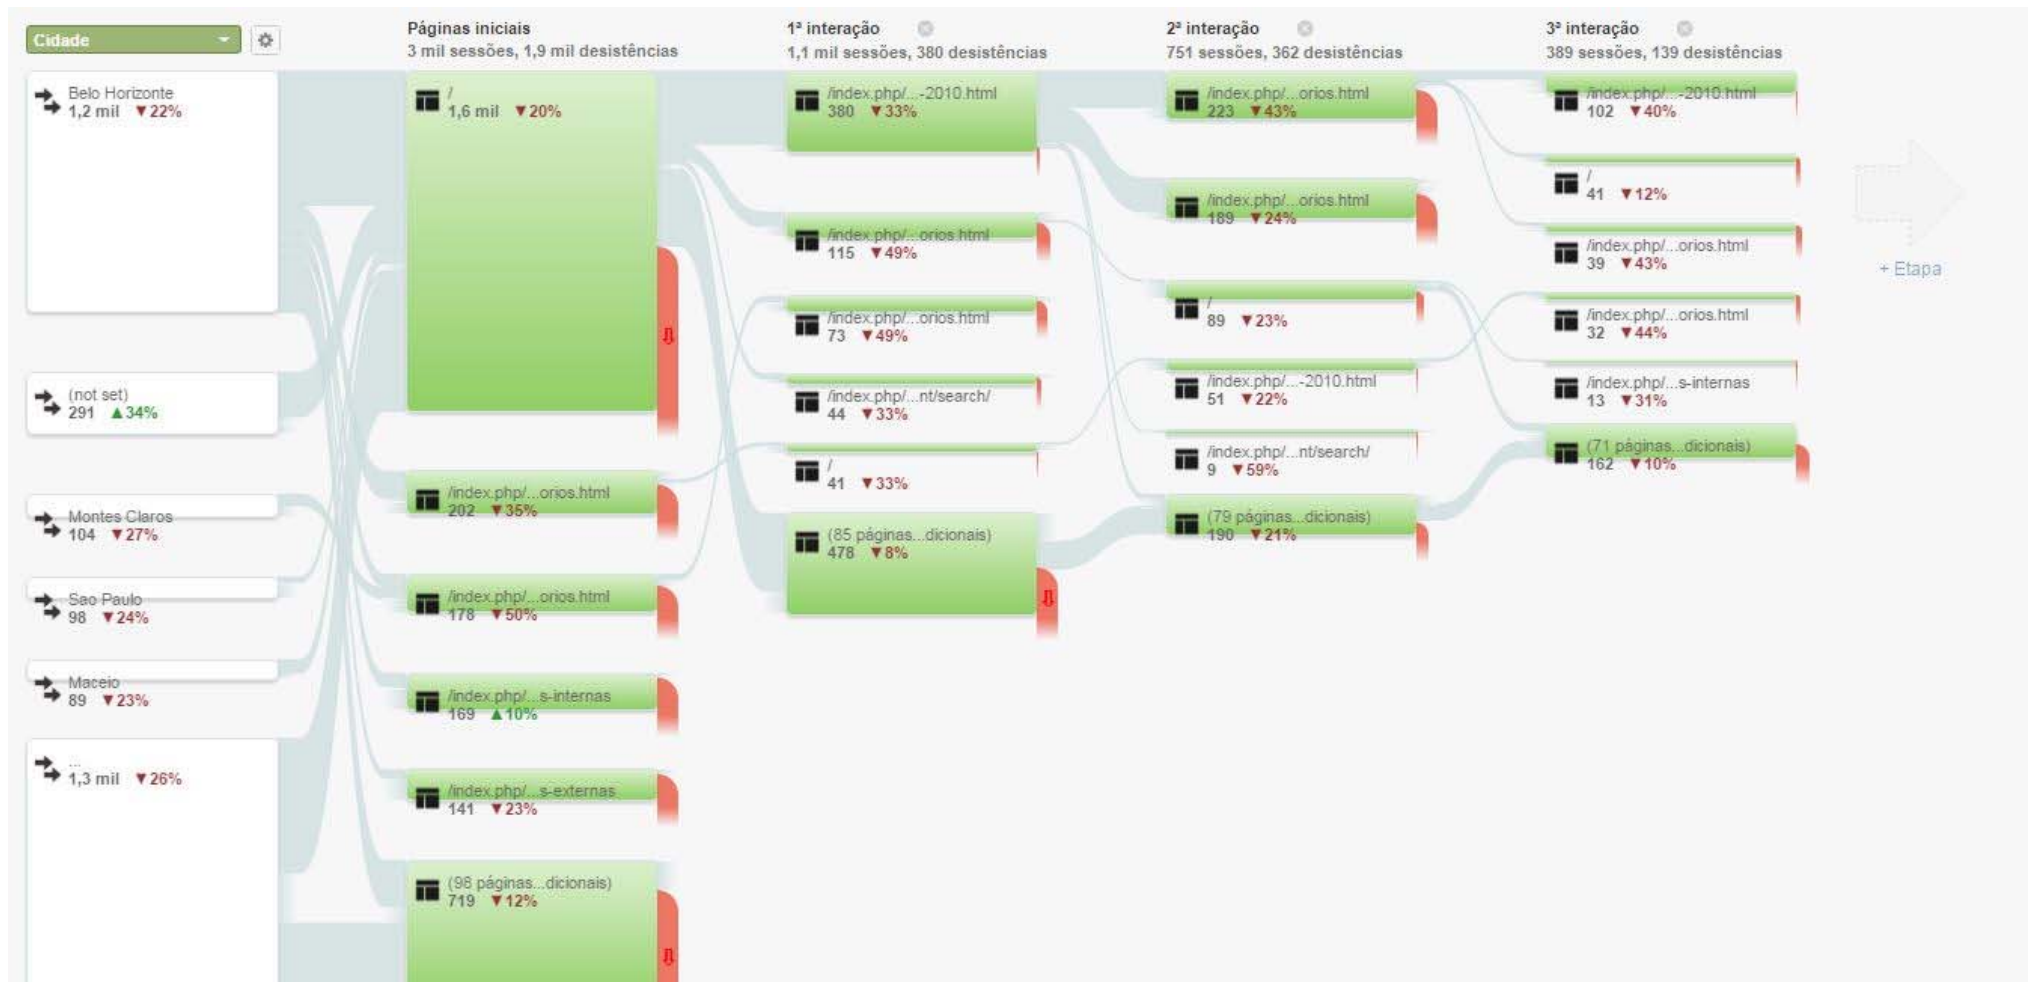 Cidade
Belo Horizonte
1,2 mil ▼22%
(not set)
291 ▲34%
Montes Claros
104 ▼27%
Sao Paulo
98 ▼24%
Maceio
89 ▼23%
...
1,3 mil ▼26%
Páginas iniciais
3 mil sessões, 1,9 mil desistências
/
1,6 mil ▼20%
/index.php/...orios.html
202 ▼35%
/index.php/...orios.html
178 ▼50%
/index.php/...s-internas
169 ▲10%
/index.php/...s-externas
141 ▼23%
(98 páginas...dicionais)
719 ▼12%
1ª interação
1,1 mil sessões, 380 desistências
/index.php/...-2010.html
380 ▼33%
/index.php/...orios.html
115 ▼49%
/index.php/...orios.html
73 ▼49%
/index.php/...nt/search/
44 ▼33%
/
41 ▼33%
(85 páginas...dicionais)
478 ▼8%
2ª interação
751 sessões, 362 desistências
/index.php/...orios.html
223 ▼43%
/index.php/...orios.html
189 ▼24%
/
89 ▼23%
/index.php/...-2010.html
51 ▼22%
/index.php/...nt/search/
9 ▼59%
(79 páginas...dicionais)
190 ▼21%
3ª interação
389 sessões, 139 desistências
/index.php/...-2010.html
102 ▼40%
/
41 ▼12%
/index.php/...orios.html
39 ▼43%
/index.php/...orios.html
32 ▼44%
/index.php/...s-internas
13 ▼31%
(71 páginas...dicionais)
162 ▼10%
+ Etapa